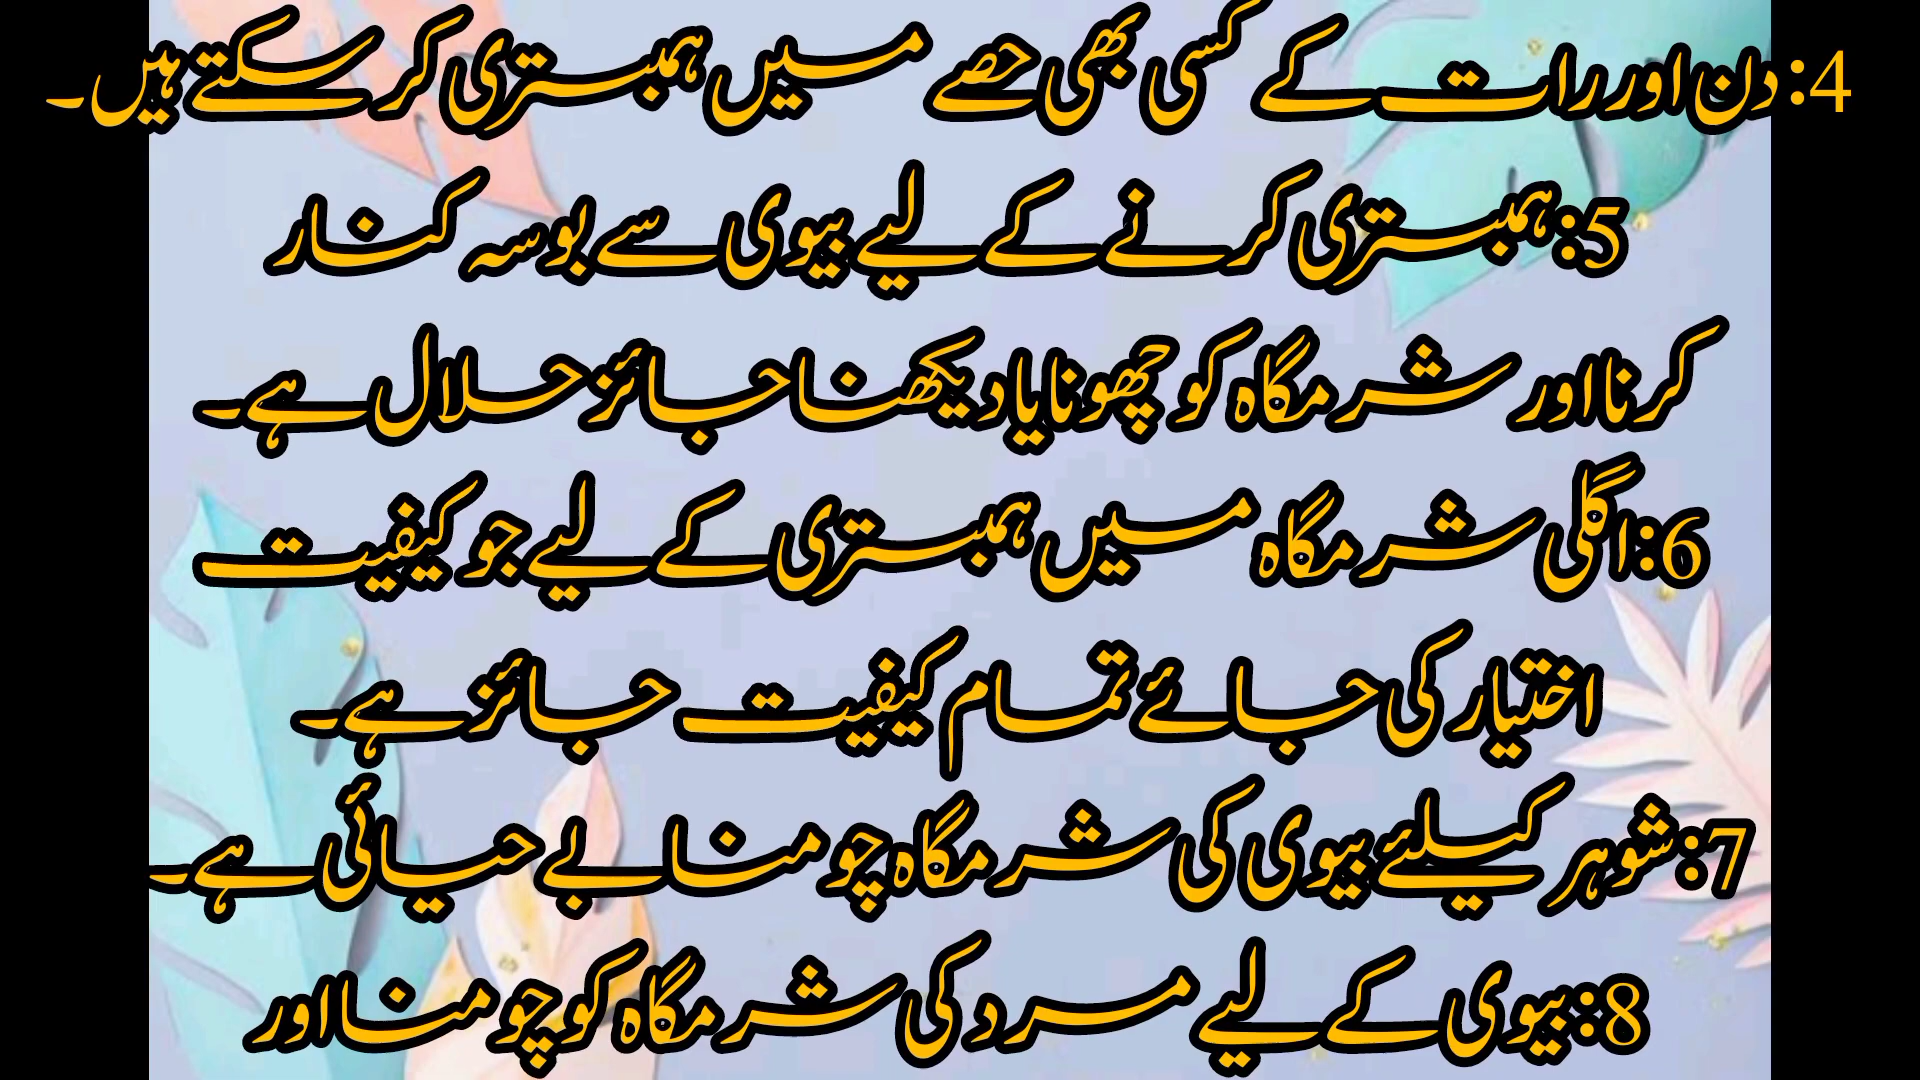 4: دن اور رات کے کسی بھی حصے میں ہمبستری کر سکتے ہیں۔
5: ہمبستری کرنے کے لیے بیوی سے بوسہ کنار
کرنا اور شرمگاہ کو چھونا یا دیکھنا جائز حلال ہے۔
6: اگلی شرمگاہ میں ہمبستری کے لیے جو کیفیت
اختیار کی جائے تمام کیفیت جائز ہے۔
7: شوہر کیلئے بیوی کی شرمگاہ چومنا بے حیائی ہے۔
8: بیوی کے لیے مرد کی شرمگاہ کو چومنا اور